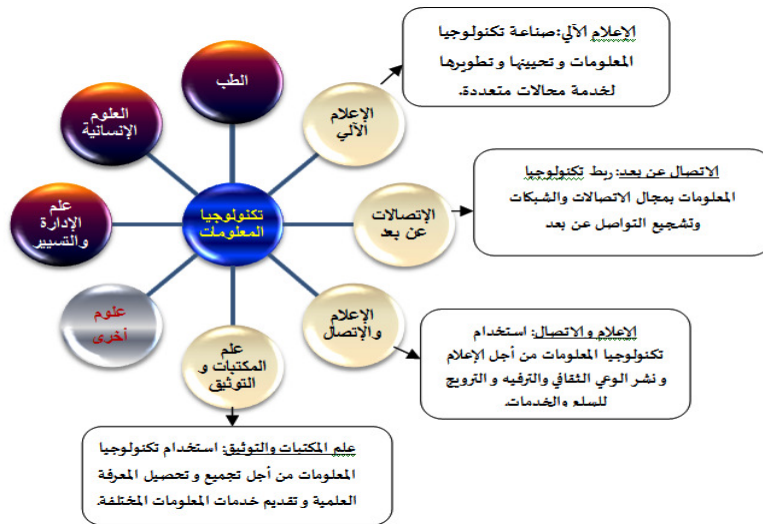 الإعلام الآلي:صناعة تكنولوجيا
المعلومات و تحيينها و تطويرها
لخدمة مجالات متعددة.
الطب
الإعلام
الآلي
العلوم
الإنسانية
الاتصال عن بعد: ربط تكنولوجيا
المعلومات بمجال الاتصالات والشبكات
وتشجيع التواصل عن بعد
الإتصالات
عن بعد
تكنولوجيا
المعلومات
علم
الإدارة
والتسيير
الإعلام
والإتصال
علوم
أخرى
الإعلام والاتصال: استخدام
تكنولوجيا المعلومات من أجل الإعلام
و نشر الوعي الثقافي والترفيه و الترويج
للسلع والخدمات.
علم
المكتبات و
التوثيق
علم المكتبات والتوثيق: استخدام تكنولوجيا
المعلومات من أجل تجميع و تحصيل المعرفة
العلمية و تقديم خدمات المعلومات المختلفة.